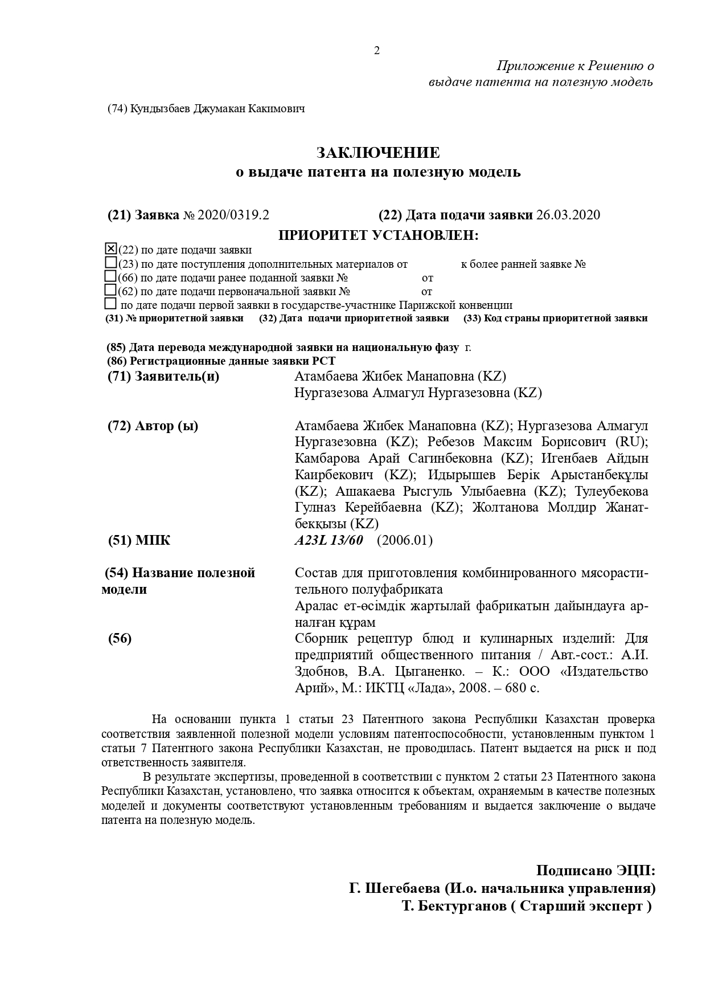 2
Приложение к Решению о
выдаче патента на полезную модель
(74) Кундызбаев Джумакан Какимович
ЗАКЛЮЧЕНИЕ
о выдаче патента на полезную модель
(21) Заявка № 2020/0319.2 (22) Дата подачи заявки 26.03.2020
ПРИОРИТЕТ УСТАНОВЛЕН:
☒(22) по дате подачи заявки
☐(23) по дате поступления дополнительных материалов от к более ранней заявке №
☐(66) по дате подачи ранее поданной заявки № от
☐(62) по дате подачи первоначальной заявки № от
☐ по дате подачи первой заявки в государстве-участнике Парижской конвенции
(31) № приоритетной заявки (32) Дата подачи приоритетной заявки (33) Код страны приоритетной заявки
(85) Дата перевода международной заявки на национальную фазу г.
(86) Регистрационные данные заявки РСТ
(71) Заявитель(и) Атамбаева Жибек Манаповна (KZ)
Нургазезова Алмагул Нургазезовна (KZ)
(72) Автор (ы) Атамбаева Жибек Манаповна (KZ); Нургазезова Алмагул
Нургазезовна (KZ); Ребезов Максим Борисович (RU);
Камбарова Арай Сагинбековна (KZ); Игенбаев Айдын
Каирбекович (KZ); Идырышев Берік Арыстанбекұлы
(KZ); Ашакаева Рысгуль Улыбаевна (KZ); Тулеубекова
Гулназ Керейбаевна (KZ); Жолтанова Молдир Жанат-
бекқызы (KZ)
(51) МПК A23L 13/60 (2006.01)
(54) Название полезной Состав для приготовления комбинированного мясорасти-
модели тельного полуфабриката
Аралас ет-өсімдік жартылай фабрикатын дайындауға ар-
налған құрам
(56) Сборник рецептур блюд и кулинарных изделий: Для
предприятий общественного питания / Авт.-сост.: А.И.
Здобнов, В.А. Цыганенко. – К.: ООО «Издательство
Арий», М.: ИКТЦ «Лада», 2008. – 680 с.
На основании пункта 1 статьи 23 Патентного закона Республики Казахстан проверка
соответствия заявленной полезной модели условиям патентоспособности, установленным пунктом 1
статьи 7 Патентного закона Республики Казахстан, не проводилась. Патент выдается на риск и под
ответственность заявителя.
В результате экспертизы, проведенной в соответствии с пунктом 2 статьи 23 Патентного закона
Республики Казахстан, установлено, что заявка относится к объектам, охраняемым в качестве полезных
моделей и документы соответствуют установленным требованиям и выдается заключение о выдаче
патента на полезную модель.
Подписано ЭЦП:
Г. Шегебаева (И.о. начальника управления)
Т. Бектурганов ( Старший эксперт )